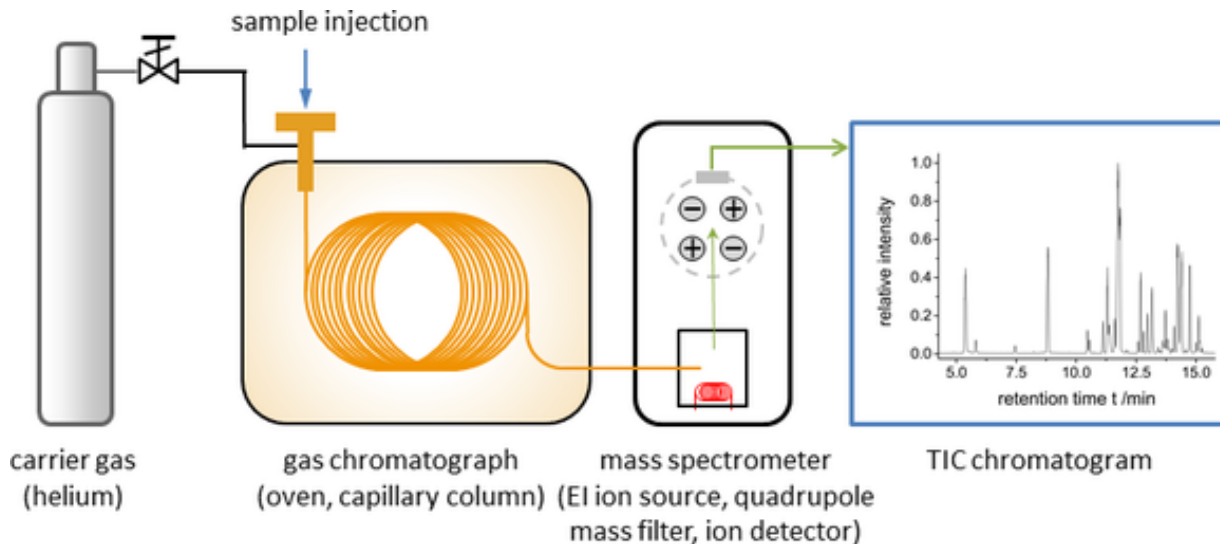 sample injection
carrier gas
(helium)
gas chromatograph
(oven, capillary column)
mass spectrometer
(EI ion source, quadrupole
mass filter, ion detector)
− +
+ −
relative intensity
1.0
0.8
0.6
0.4
0.2
0.0
5.0 7.5 10.0 12.5 15.0
retention time t /min
TIC chromatogram